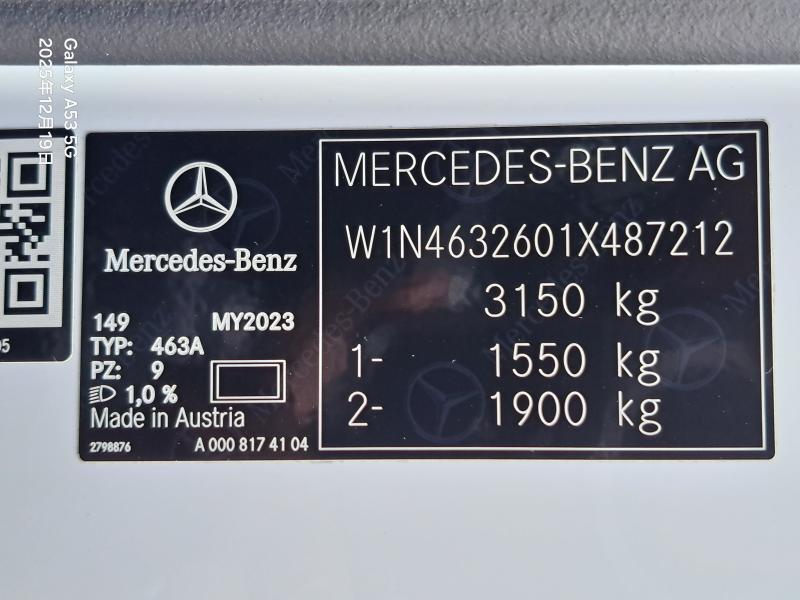 Galaxy A53 5G
2025年12月19日
05
Mercedes-Benz
149 MY2023
TYP: 463A
PZ: 9
1,0 %
Made in Austria
2798876 A 000 817 41 04
MERCEDES-BENZ AG
W1N4632601X487212
3150 kg
1- 1550 kg
2- 1900 kg